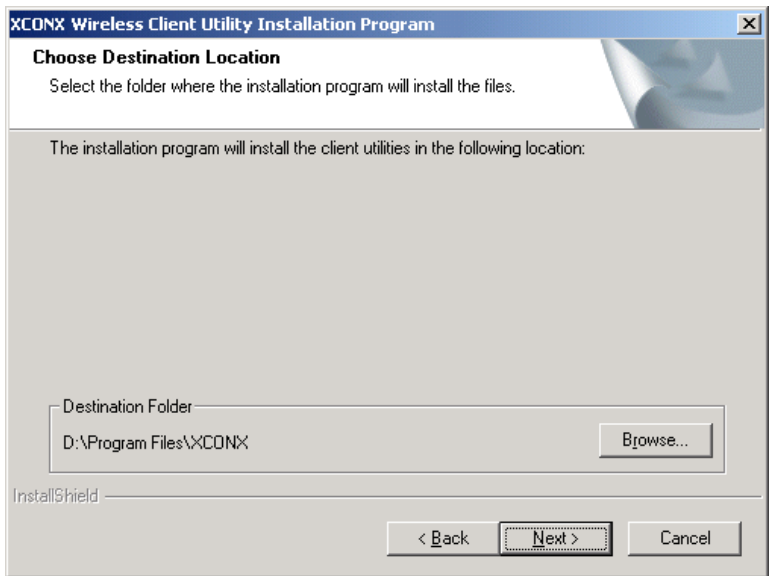 XCONX Wireless Client Utility Installation Program
Choose Destination Location
Select the folder where the installation program will install the files.
The installation program will install the client utilities in the following location:
Destination Folder
D:\Program Files\XCONX
Browse...
InstallShield
< Back
Next >
Cancel